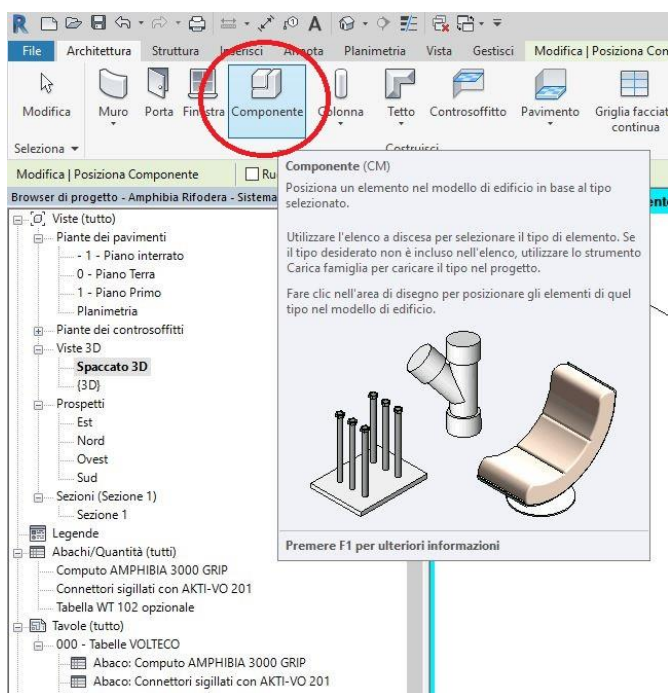 R A
File Architettura Struttura Inserisci Annota Planimetria Vista Gestisci Modifica | Posiziona Con
Modifica Muro Porta Finestra Componente Colonna Tetto Controsoffitto Pavimento Griglia facciat
continua
Seleziona Costruisci
Modifica | Posiziona Componente
Browser di progetto - Amphibia Rifodera - Sistema
Componente (CM)
Posiziona un elemento nel modello di edificio in base al tipo
selezionato.
Utilizzare l'elenco a discesa per selezionare il tipo di elemento. Se
il tipo desiderato non è incluso nell'elenco, utilizzare lo strumento
Carica famiglia per caricare il tipo nel progetto.
Fare clic nell'area di disegno per posizionare gli elementi di quel
tipo nel modello di edificio.
Premere F1 per ulteriori informazioni
Viste (tutto)
Piante dei pavimenti
- 1 - Piano interrato
0 - Piano Terra
1 - Piano Primo
Planimetria
Piante dei controsoffitti
Viste 3D
Spaccato 3D
{3D}
Prospetti
Est
Nord
Ovest
Sud
Sezioni (Sezione 1)
Sezione 1
Legende
Abachi/Quantità (tutti)
Computo AMPHIBIA 3000 GRIP
Connettori sigillati con AKTI-VO 201
Tabella WT 102 opzionale
Tavole (tutto)
000 - Tabelle VOLTECO
Abaco: Computo AMPHIBIA 3000 GRIP
Abaco: Connettori sigillati con AKTI-VO 201